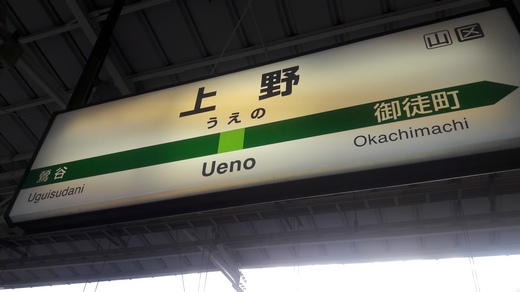 山 区
上野
うえの
鶯谷
御徒町
Uguisudani
Ueno
Okachimachi